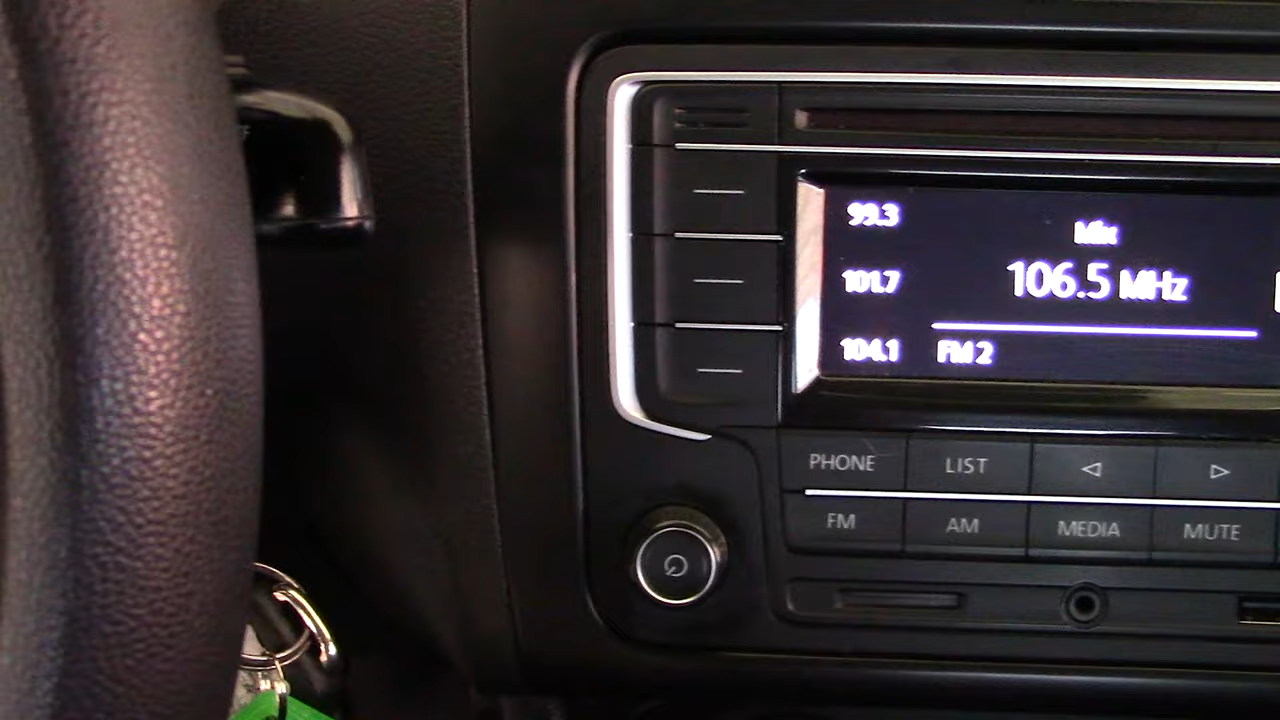 99.3
Mix
101.7
106.5 MHz
104.1
FM 2
PHONE LIST
FM AM MEDIA MUTE